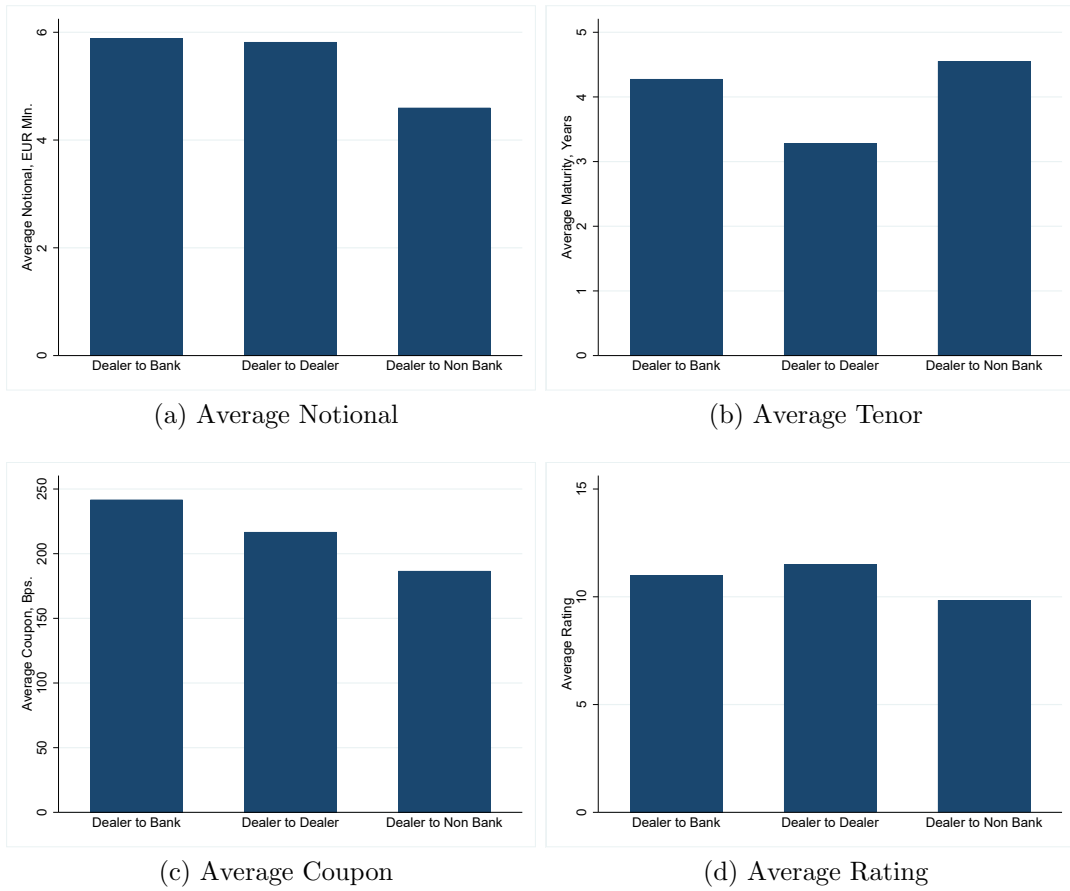 Average Notional, EUR Mln.
0 2 4 6
Dealer to Bank Dealer to Dealer Dealer to Non Bank
(a) Average Notional
Average Maturity, Years
0 1 2 3 4 5
Dealer to Bank Dealer to Dealer Dealer to Non Bank
(b) Average Tenor
Average Coupon, Bps.
0 50 100 150 200 250
Dealer to Bank Dealer to Dealer Dealer to Non Bank
(c) Average Coupon
Average Rating
0 5 10 15
Dealer to Bank Dealer to Dealer Dealer to Non Bank
(d) Average Rating